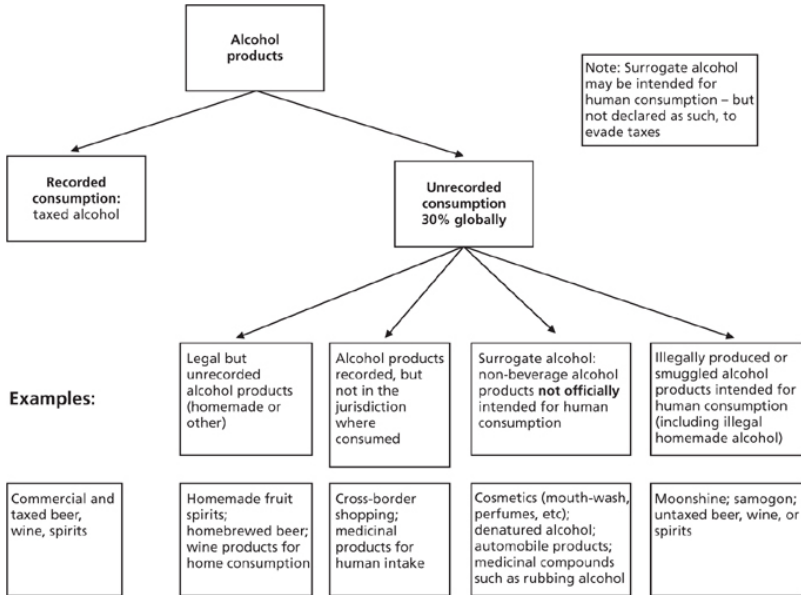 Alcohol
products
Note: Surrogate alcohol
may be intended for
human consumption – but
not declared as such, to
evade taxes
Recorded
consumption:
taxed alcohol
Unrecorded
consumption
30% globally
Examples:
Legal but
unrecorded
alcohol products
(homemade or
other)
Alcohol products
recorded, but
not in the
jurisdiction
where
consumed
Surrogate alcohol:
non-beverage alcohol
products not officially
intended for human
consumption
Illegally produced or
smuggled alcohol
products intended for
human consumption
(including illegal
homemade alcohol)
Commercial and
taxed beer,
wine, spirits
Homemade fruit
spirits;
homebrewed beer;
wine products for
home consumption
Cross-border
shopping;
medicinal
products for
human intake
Cosmetics (mouth-wash,
perfumes, etc);
denatured alcohol;
automobile products;
medicinal compounds
such as rubbing alcohol
Moonshine; samogon;
untaxed beer, wine, or
spirits